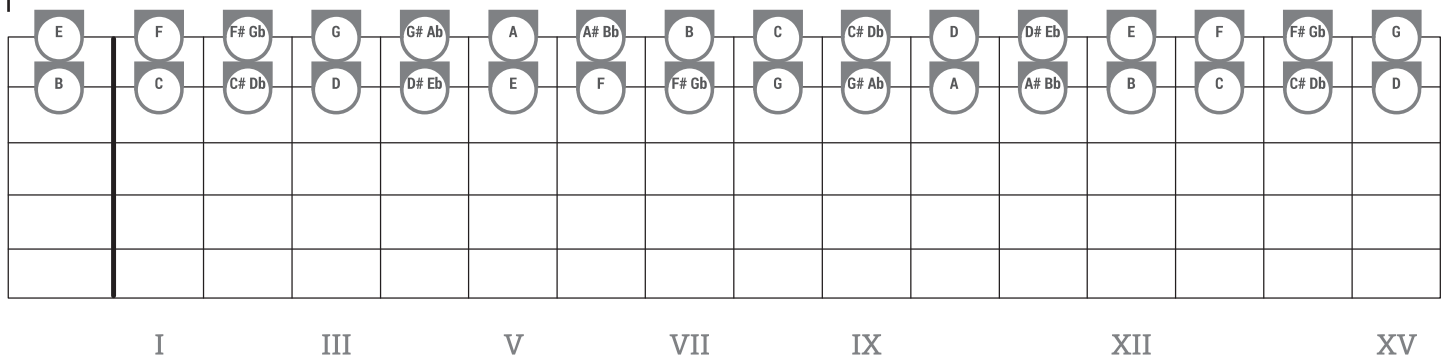 E F F# Gb G G# Ab A A# Bb B C C# Db D D# Eb E F F# Gb G
B C C# Db D D# Eb E F F# Gb G G# Ab A A# Bb B C C# Db D
I III V VII IX XII XV